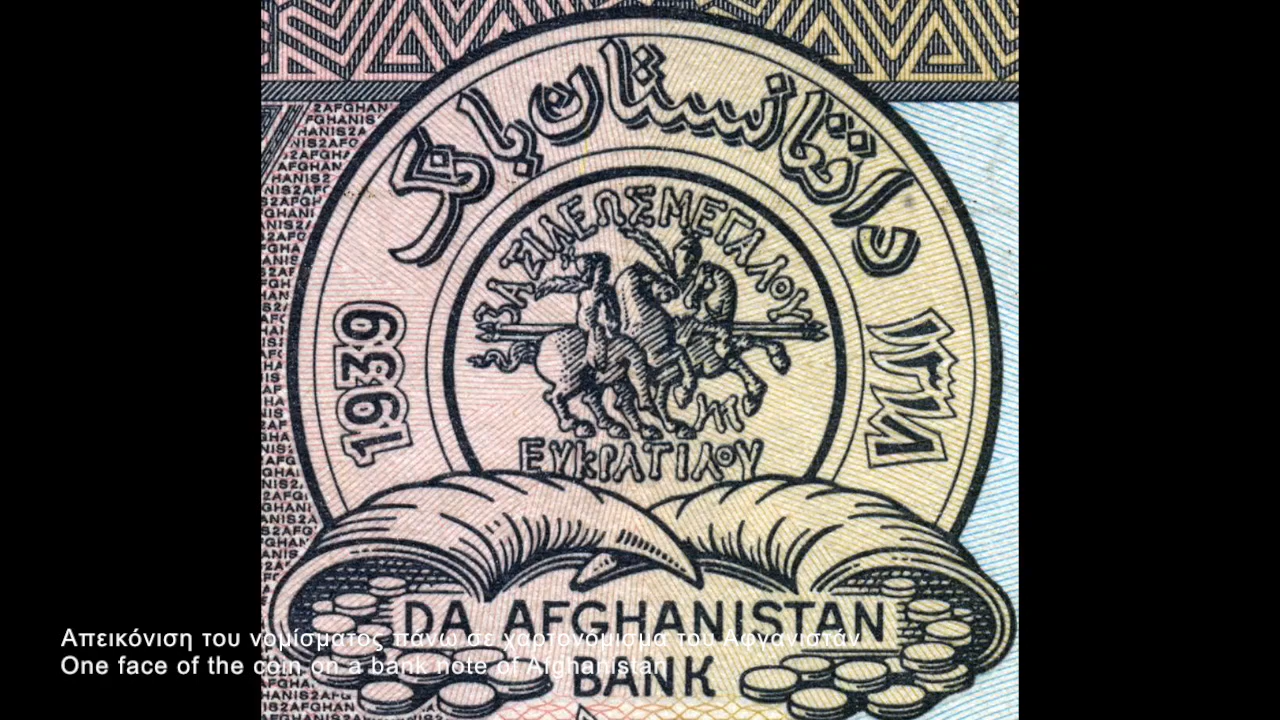 د افغانستان بانک
ΒΑΣΙΛΕΩΣ ΜΕΓΑΛΟΥ
1939
۱۳۱۸
ΕΥΚΡΑΤΙΔΟΥ
DA AFGHANISTAN
BANK
Απεικόνιση του νομίσματος πάνω σε χαρτονόμισμα του Αφγανιστάν
One face of the coin on a bank note of Afghanistan